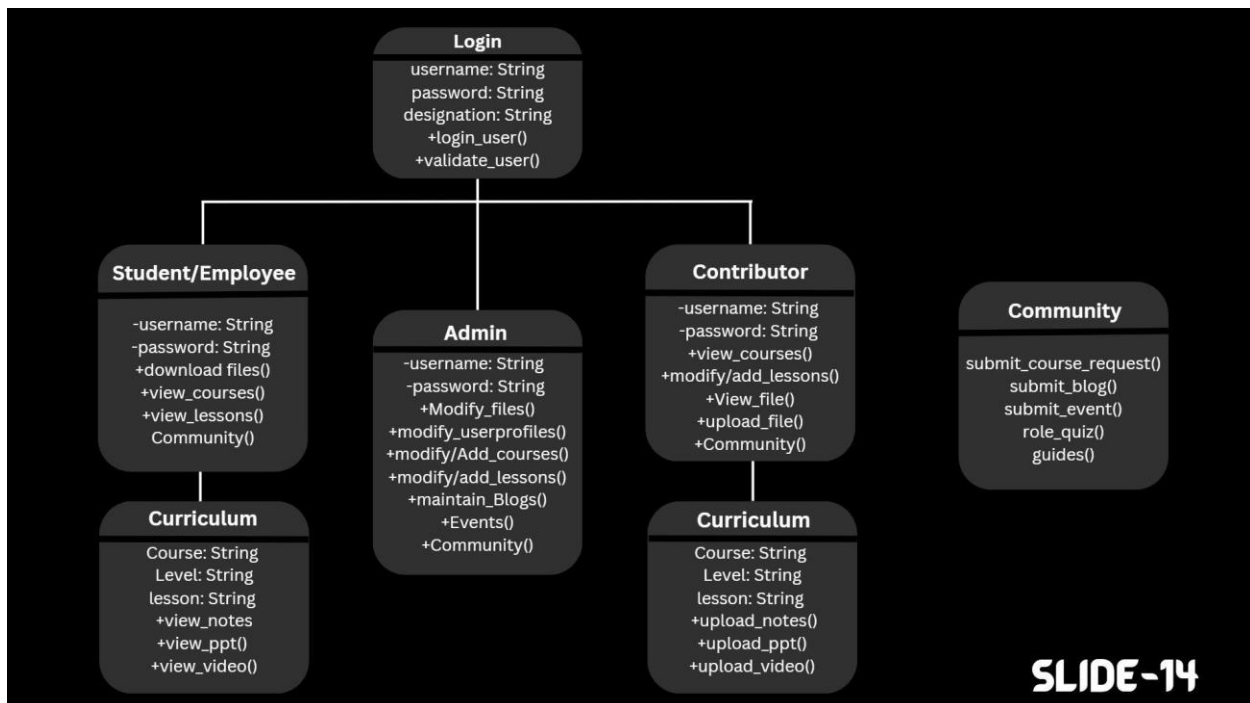 Login
username: String
password: String
designation: String
+login_user()
+validate_user()
Student/Employee
-username: String
-password: String
+download files()
+view_courses()
+view_lessons()
Community()
Admin
-username: String
-password: String
+Modify_files()
+modify_userprofiles()
+modify/Add_courses()
+modify/add_lessons()
+maintain_Blogs()
+Events()
+Community()
Contributor
-username: String
-password: String
+view_courses()
+modify/add_lessons()
+View_file()
+upload_file()
+Community()
Community
submit_course_request()
submit_blog()
submit_event()
role_quiz()
guides()
Curriculum
Course: String
Level: String
lesson: String
+view_notes
+view_ppt()
+view_video()
Curriculum
Course: String
Level: String
lesson: String
+upload_notes()
+upload_ppt()
+upload_video()
SLIDE-14